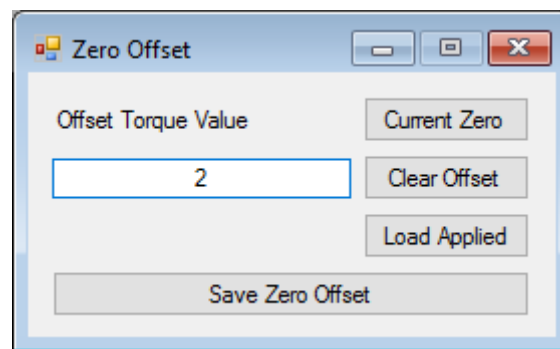 Zero Offset
Offset Torque Value
Current Zero
2
Clear Offset
Load Applied
Save Zero Offset